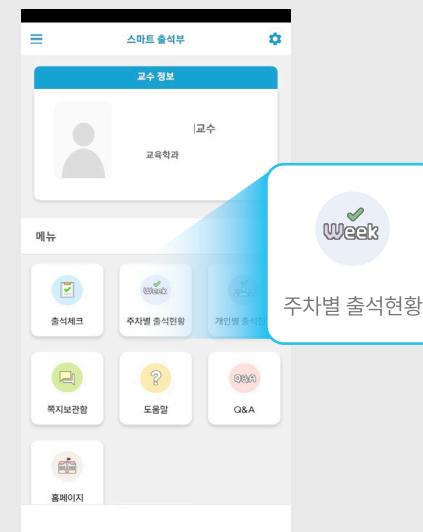 스마트 출석부
교수 정보
교수
교육학과
메뉴
Week
주차별 출석현황
출석체크
Week
주차별 출석현황
개인별 출석현황
쪽지보관함
도움말
Q&A
Q&A
홈페이지